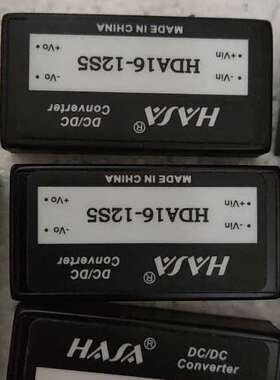 HASA® DC/DC
Converter
HDA16-12S5
-Vin -Vo
+Vin +Vo
MADE IN CHINA
HASA® DC/DC
Converter
HDA16-12S5
-Vin -Vo
+Vin +Vo
MADE IN CHINA
HASA® DC/DC
Converter